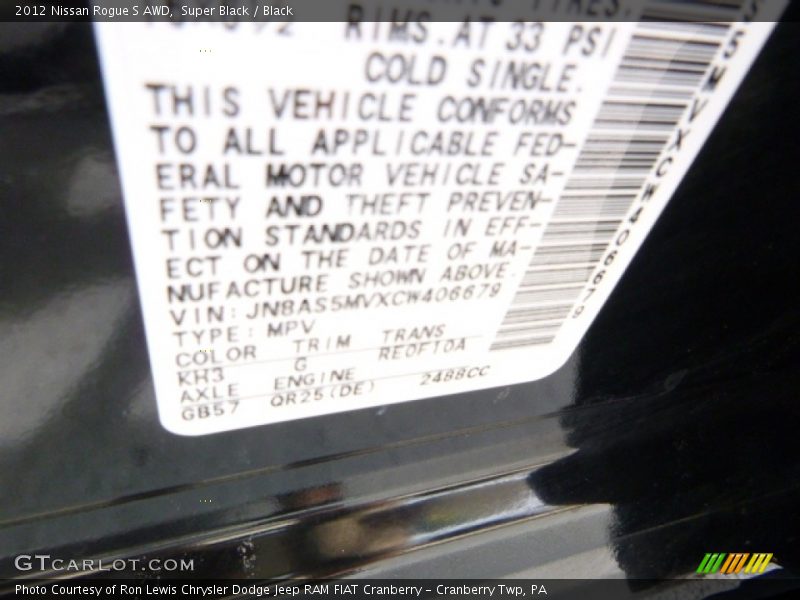 2012 Nissan Rogue S AWD, Super Black / Black
RIMS.AT 33 PSI
COLD SINGLE.
THIS VEHICLE CONFORMS
TO ALL APPLICABLE FED-
ERAL MOTOR VEHICLE SA-
FETY AND THEFT PREVEN-
TION STANDARDS IN EFF-
ECT ON THE DATE OF MA-
NUFACTURE SHOWN ABOVE.
VIN:JN8AS5MVXCW406679
TYPE:MPV
COLOR TRIM TRANS
KH3 G RE0F10A
AXLE ENGINE
GB57 QR25(DE) 2488CC
GTCARLOT.COM
Photo Courtesy of Ron Lewis Chrysler Dodge Jeep RAM FIAT Cranberry – Cranberry Twp, PA